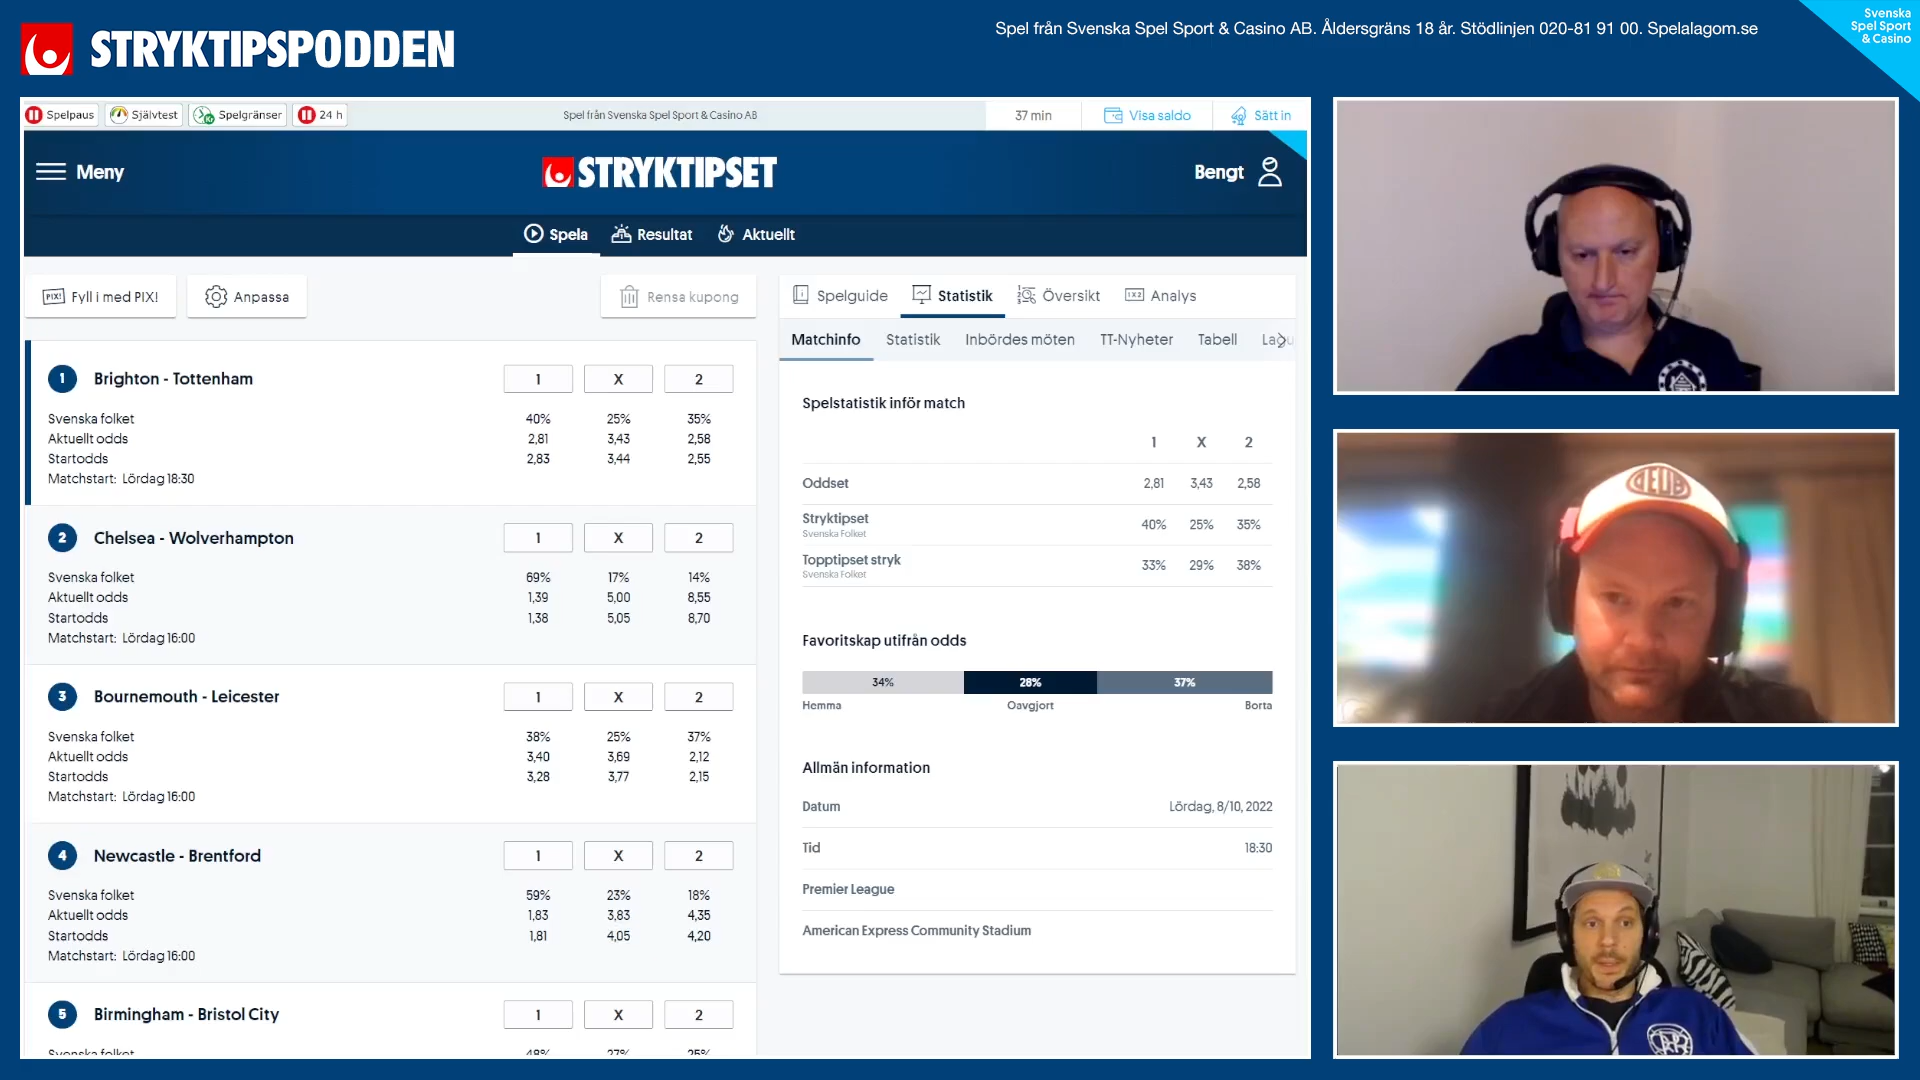 STRYKTIPSPODDEN
Spel från Svenska Spel Sport & Casino AB. Åldersgräns 18 år. Stödlinjen 020-81 91 00. Spelalagom.se
Svenska
Spel Sport
& Casino
Spelpaus Självtest Spelgränser 24 h Spel från Svenska Spel Sport & Casino AB 37 min Visa saldo Sätt in
Meny STRYKTIPSET Bengt
Spela Resultat Aktuellt
PIX! Fyll i med PIX! Anpassa Rensa kupong
1 Brighton - Tottenham 1 X 2
Svenska folket 40% 25% 35%
Aktuellt odds 2,81 3,43 2,58
Startodds 2,83 3,44 2,55
Matchstart: Lördag 18:30
2 Chelsea - Wolverhampton 1 X 2
Svenska folket 69% 17% 14%
Aktuellt odds 1,39 5,00 8,55
Startodds 1,38 5,05 8,70
Matchstart: Lördag 16:00
3 Bournemouth - Leicester 1 X 2
Svenska folket 38% 25% 37%
Aktuellt odds 3,40 3,69 2,12
Startodds 3,28 3,77 2,15
Matchstart: Lördag 16:00
4 Newcastle - Brentford 1 X 2
Svenska folket 59% 23% 18%
Aktuellt odds 1,83 3,83 4,35
Startodds 1,81 4,05 4,20
Matchstart: Lördag 16:00
5 Birmingham - Bristol City 1 X 2
Svenska folket 48% 27% 25%
Spelguide Statistik Översikt 1X2 Analys
Matchinfo Statistik Inbördes möten TT-Nyheter Tabell
Spelstatistik inför match
1 X 2
Oddset 2,81 3,43 2,58
Stryktipset 40% 25% 35%
Svenska Folket
Topptipset stryk 33% 29% 38%
Svenska Folket
Favoritskap utifrån odds
34% 28% 37%
Hemma Oavgjort Borta
Allmän information
Datum Lördag, 8/10, 2022
Tid 18:30
Premier League
American Express Community Stadium
DEUS